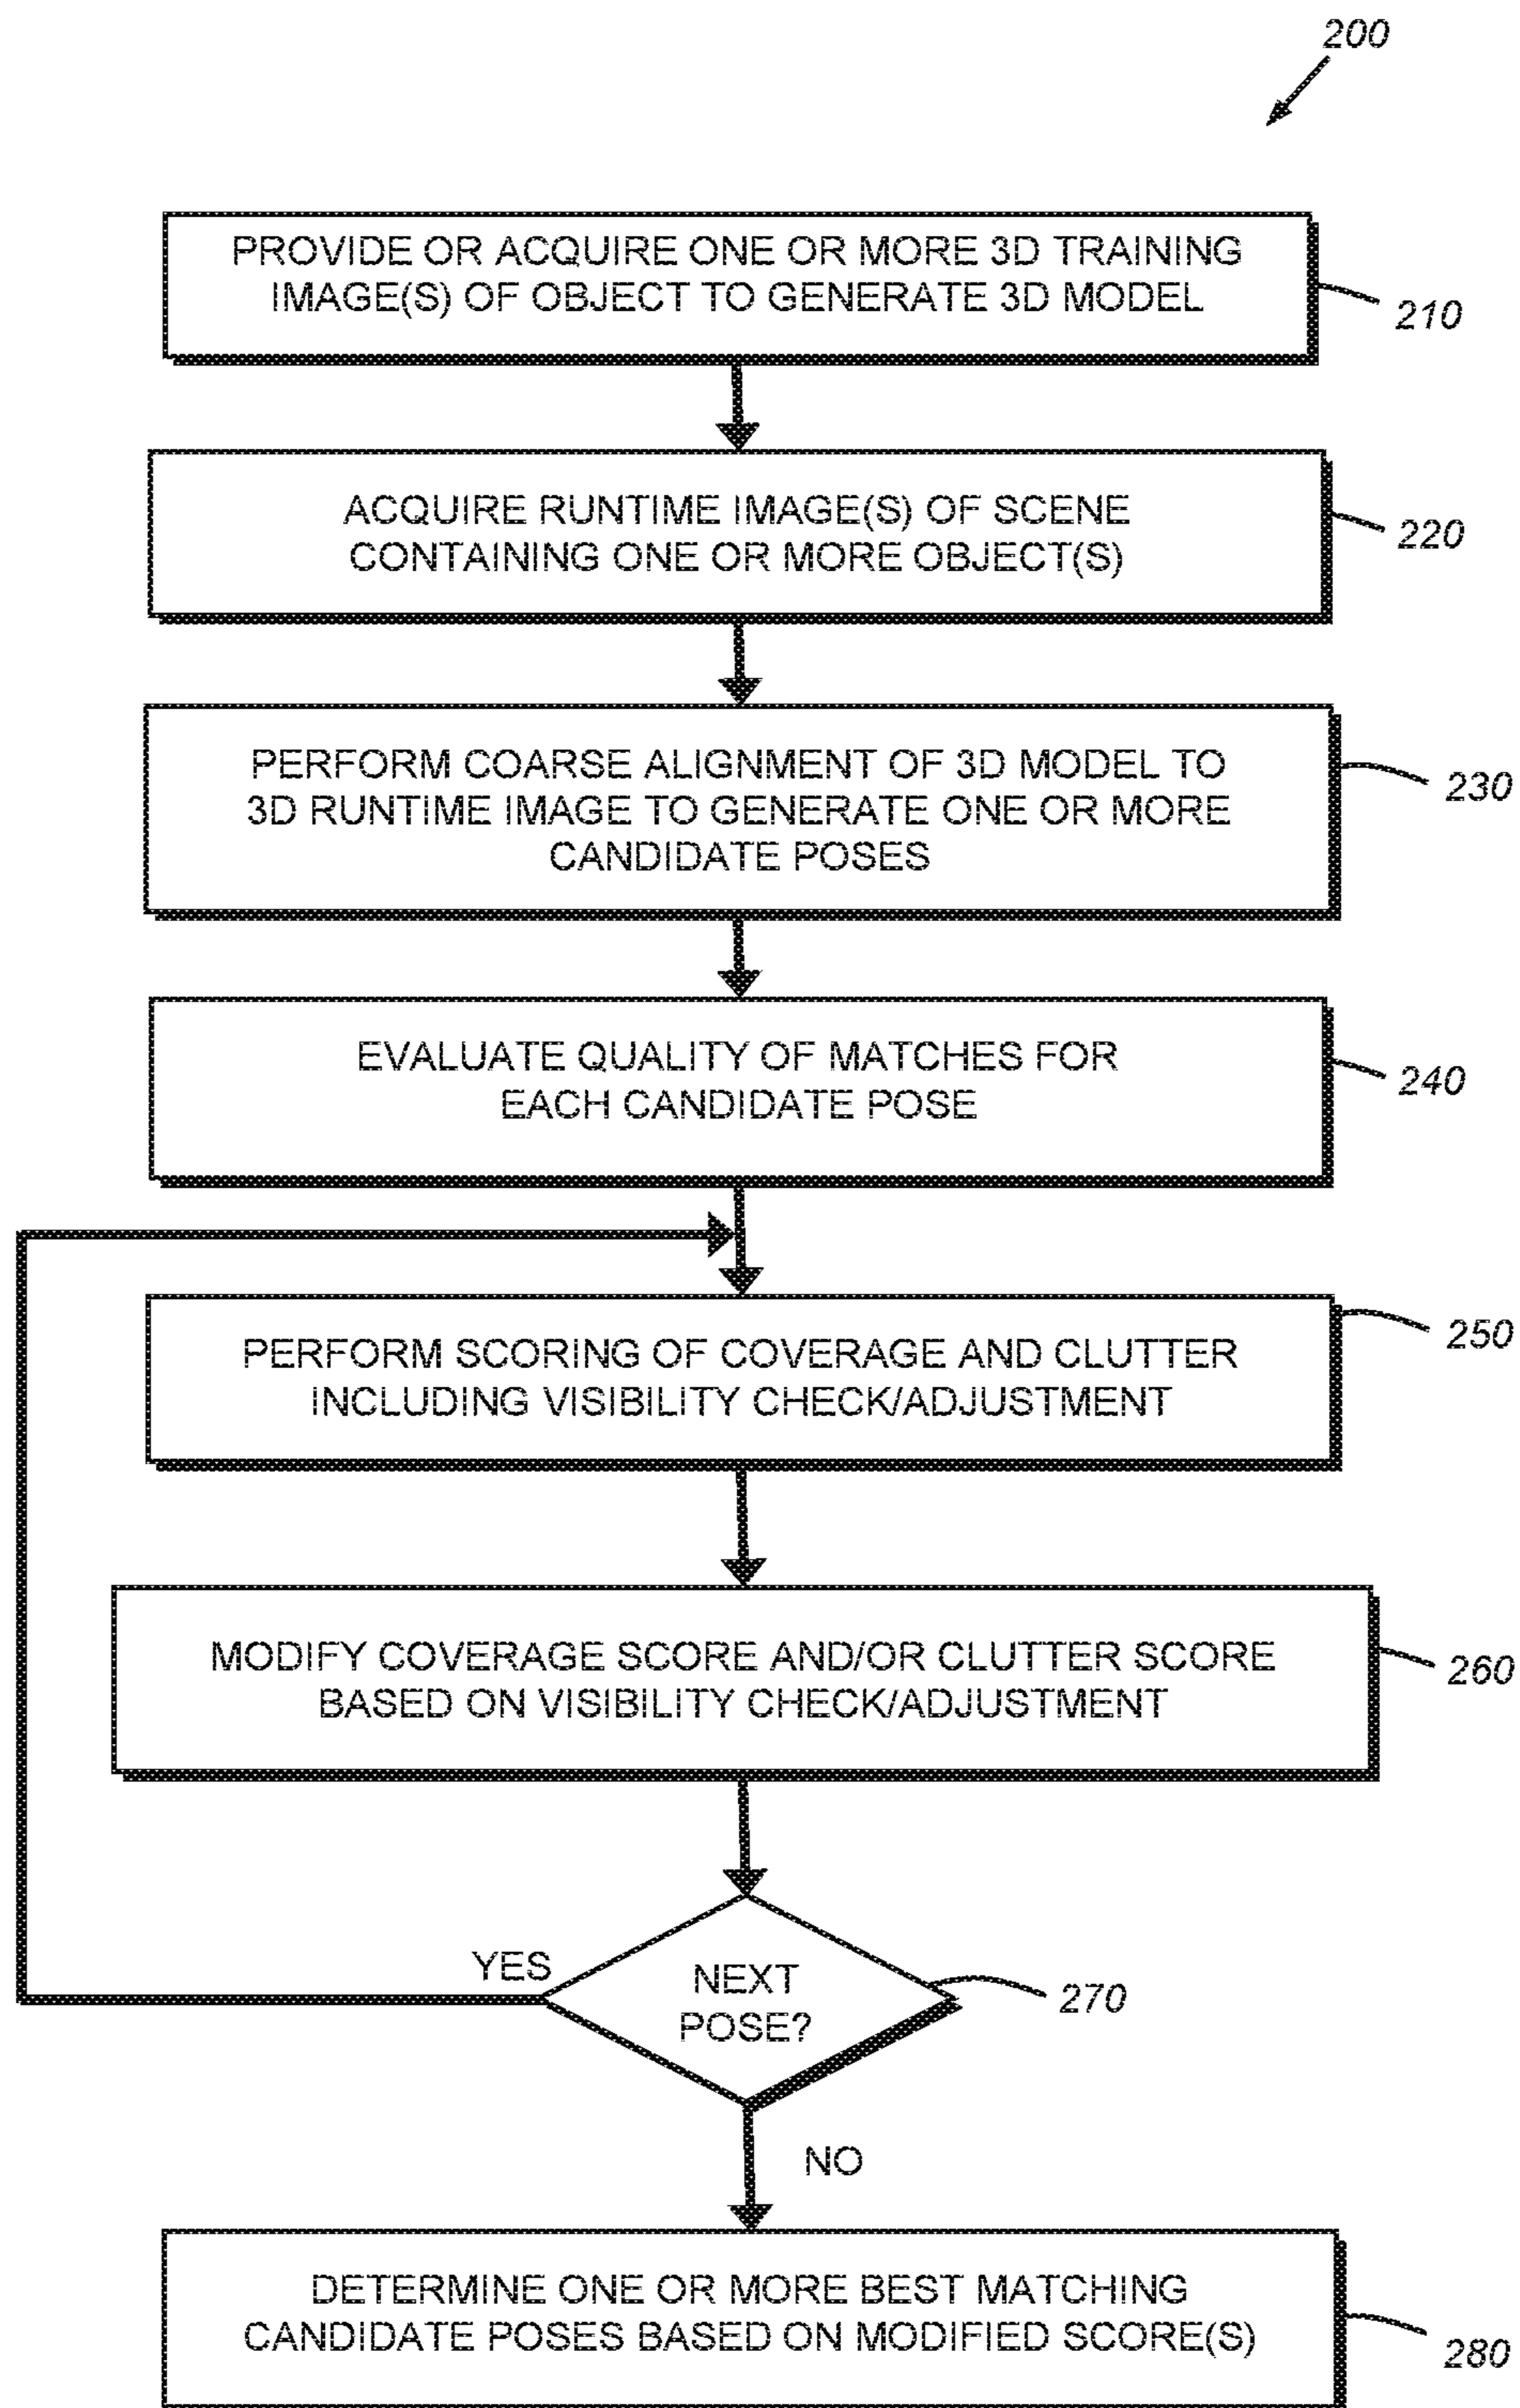 200
PROVIDE OR ACQUIRE ONE OR MORE 3D TRAINING
IMAGE(S) OF OBJECT TO GENERATE 3D MODEL
210
ACQUIRE RUNTIME IMAGE(S) OF SCENE
CONTAINING ONE OR MORE OBJECT(S)
220
PERFORM COARSE ALIGNMENT OF 3D MODEL TO
3D RUNTIME IMAGE TO GENERATE ONE OR MORE
CANDIDATE POSES
230
EVALUATE QUALITY OF MATCHES FOR
EACH CANDIDATE POSE
240
PERFORM SCORING OF COVERAGE AND CLUTTER
INCLUDING VISIBILITY CHECK/ADJUSTMENT
250
MODIFY COVERAGE SCORE AND/OR CLUTTER SCORE
BASED ON VISIBILITY CHECK/ADJUSTMENT
260
YES
NEXT
POSE?
270
NO
DETERMINE ONE OR MORE BEST MATCHING
CANDIDATE POSES BASED ON MODIFIED SCORE(S)
280